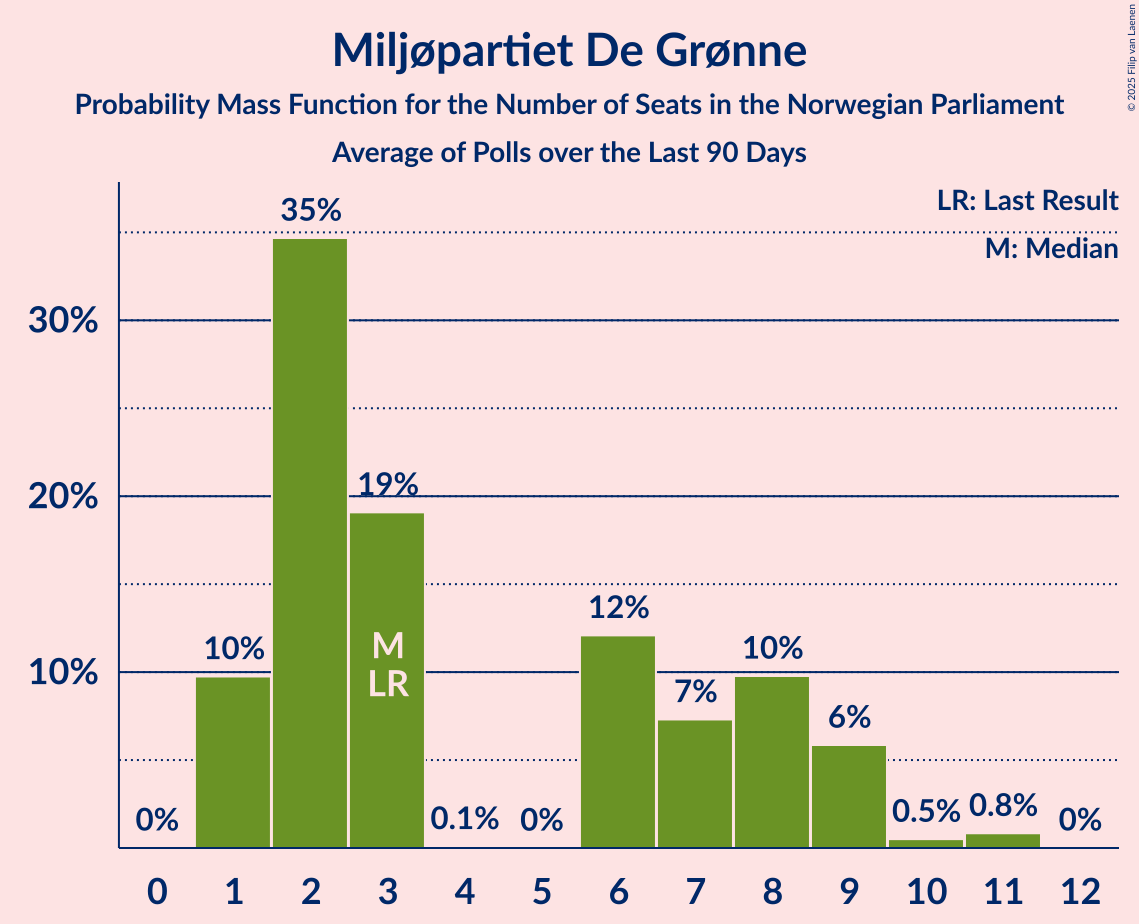 Miljøpartiet De Grønne
Probability Mass Function for the Number of Seats in the Norwegian Parliament
Average of Polls over the Last 90 Days
© 2025 Filip van Laenen
LR: Last Result
M: Median
35%
30%
19%
20%
12%
M
LR
10%
10%
10%
7%
6%
0%
0.1%
0%
0.5%
0.8%
0%
0 1 2 3 4 5 6 7 8 9 10 11 12